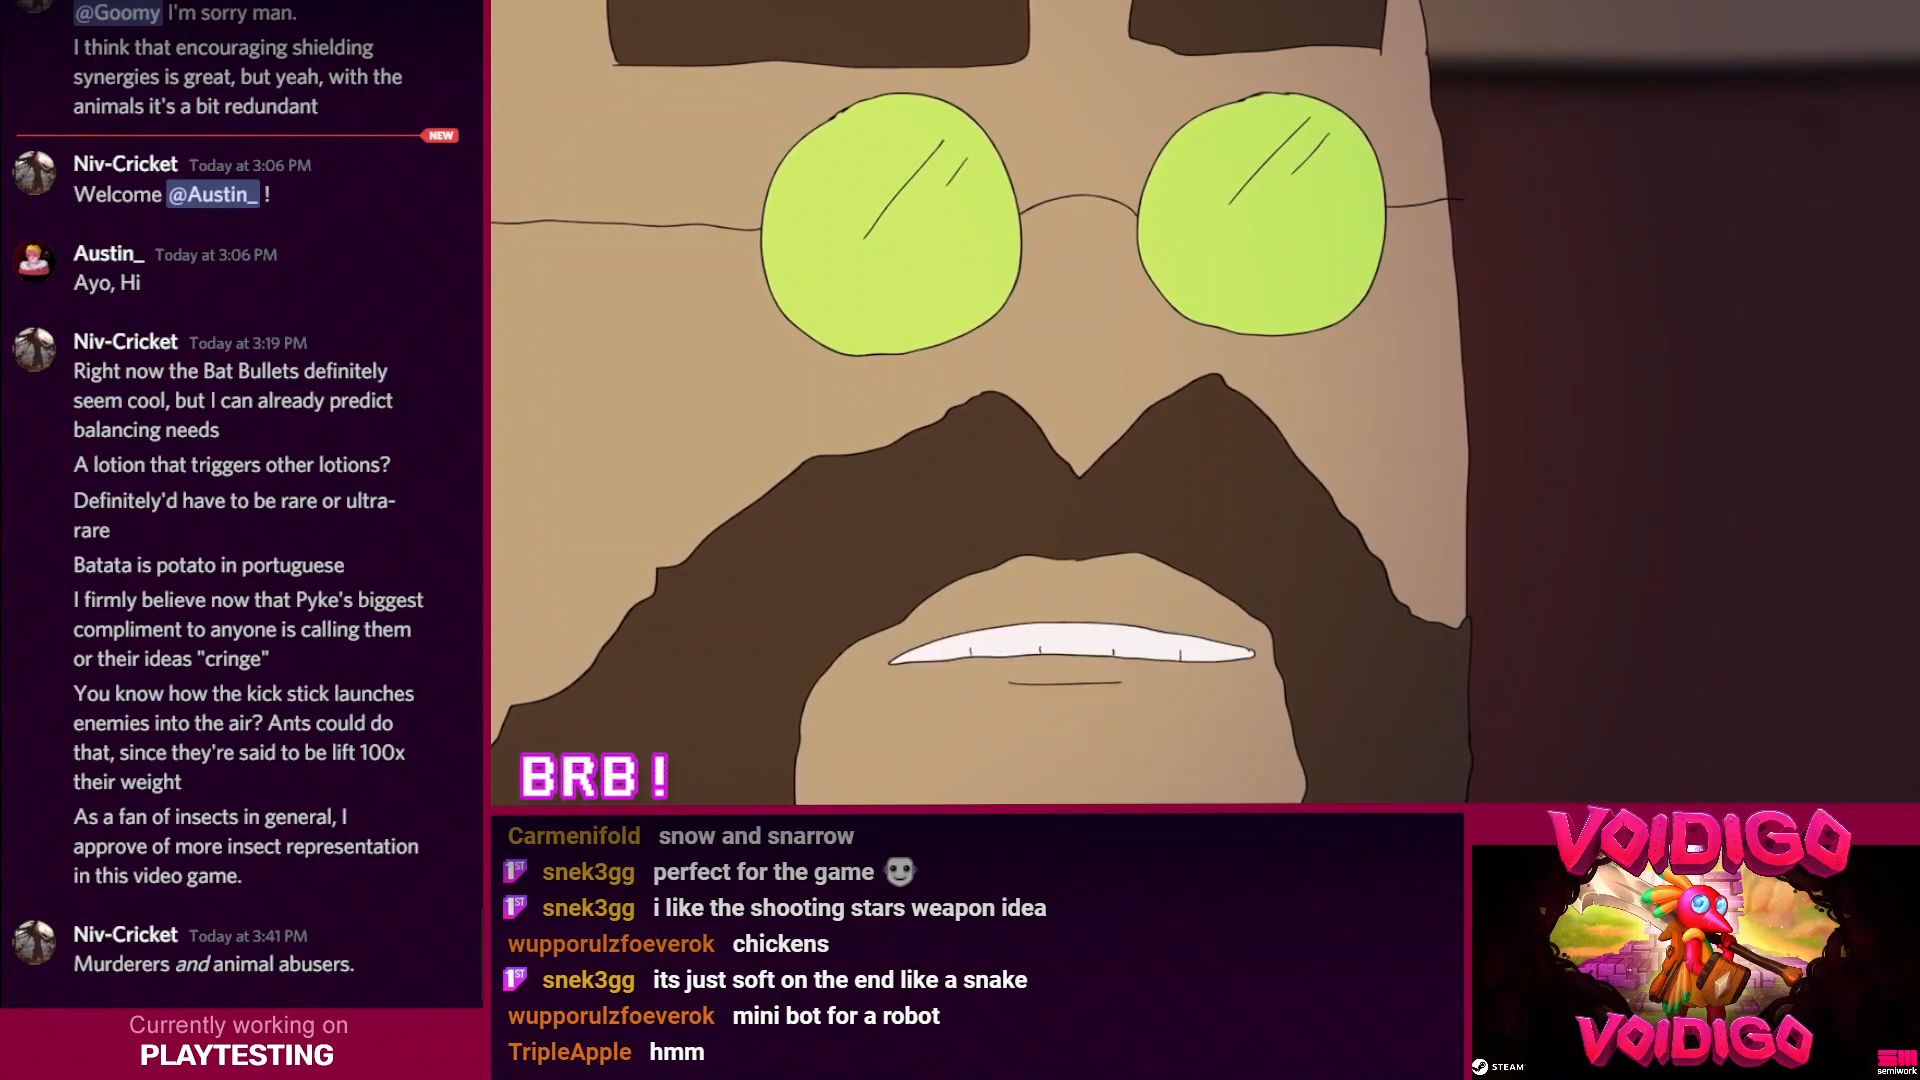 @Goomy I'm sorry man.
I think that encouraging shielding
synergies is great, but yeah, with the
animals it's a bit redundant
NEW
Niv-Cricket Today at 3:06 PM
Welcome @Austin_ !
Austin_ Today at 3:06 PM
Ayo, Hi
Niv-Cricket Today at 3:19 PM
Right now the Bat Bullets definitely
seem cool, but I can already predict
balancing needs
A lotion that triggers other lotions?
Definitely'd have to be rare or ultra-
rare
Batata is potato in portuguese
I firmly believe now that Pyke's biggest
compliment to anyone is calling them
or their ideas "cringe"
You know how the kick stick launches
enemies into the air? Ants could do
that, since they're said to be lift 100x
their weight
As a fan of insects in general, I
approve of more insect representation
in this video game.
Niv-Cricket Today at 3:41 PM
Murderers and animal abusers.
Currently working on
PLAYTESTING
BRB!
Carmenifold snow and snarrow
1ST snek3gg perfect for the game
1ST snek3gg i like the shooting stars weapon idea
wupporulzfoeverok chickens
1ST snek3gg its just soft on the end like a snake
wupporulzfoeverok mini bot for a robot
TripleApple hmm
VOIDIGO
VOIDIGO
STEAM
semiwork